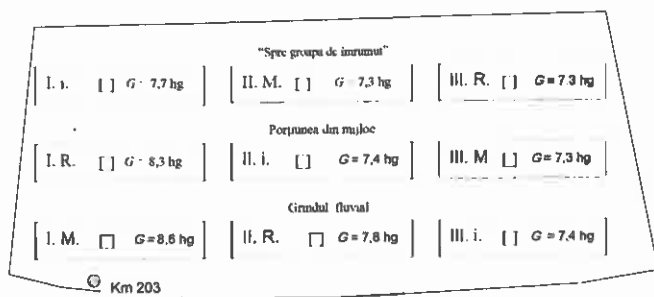 "Spre groapa de împrumut"
I. i. [ ] G = 7,7 hg II. M. [ ] G = 7,3 hg III. R. [ ] G = 7,3 hg
Porţiunea din mijloc
I. R. [ ] G = 8,3 hg II. i. [ ] G = 7,4 hg III. M [ ] G = 7,3 hg
Grindul fluvial
I. M. [ ] G = 8,6 hg II. R. [ ] G = 7,8 hg III. i. [ ] G = 7,4 hg
Km 203